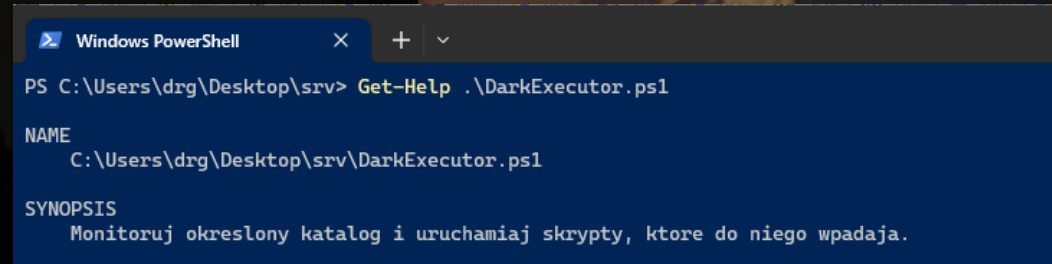 Windows PowerShell
PS C:\Users\drg\Desktop\srv> Get-Help .\DarkExecutor.ps1
NAME
C:\Users\drg\Desktop\srv\DarkExecutor.ps1
SYNOPSIS
Monitoruj okreslony katalog i uruchamiaj skrypty, ktore do niego wpadaja.